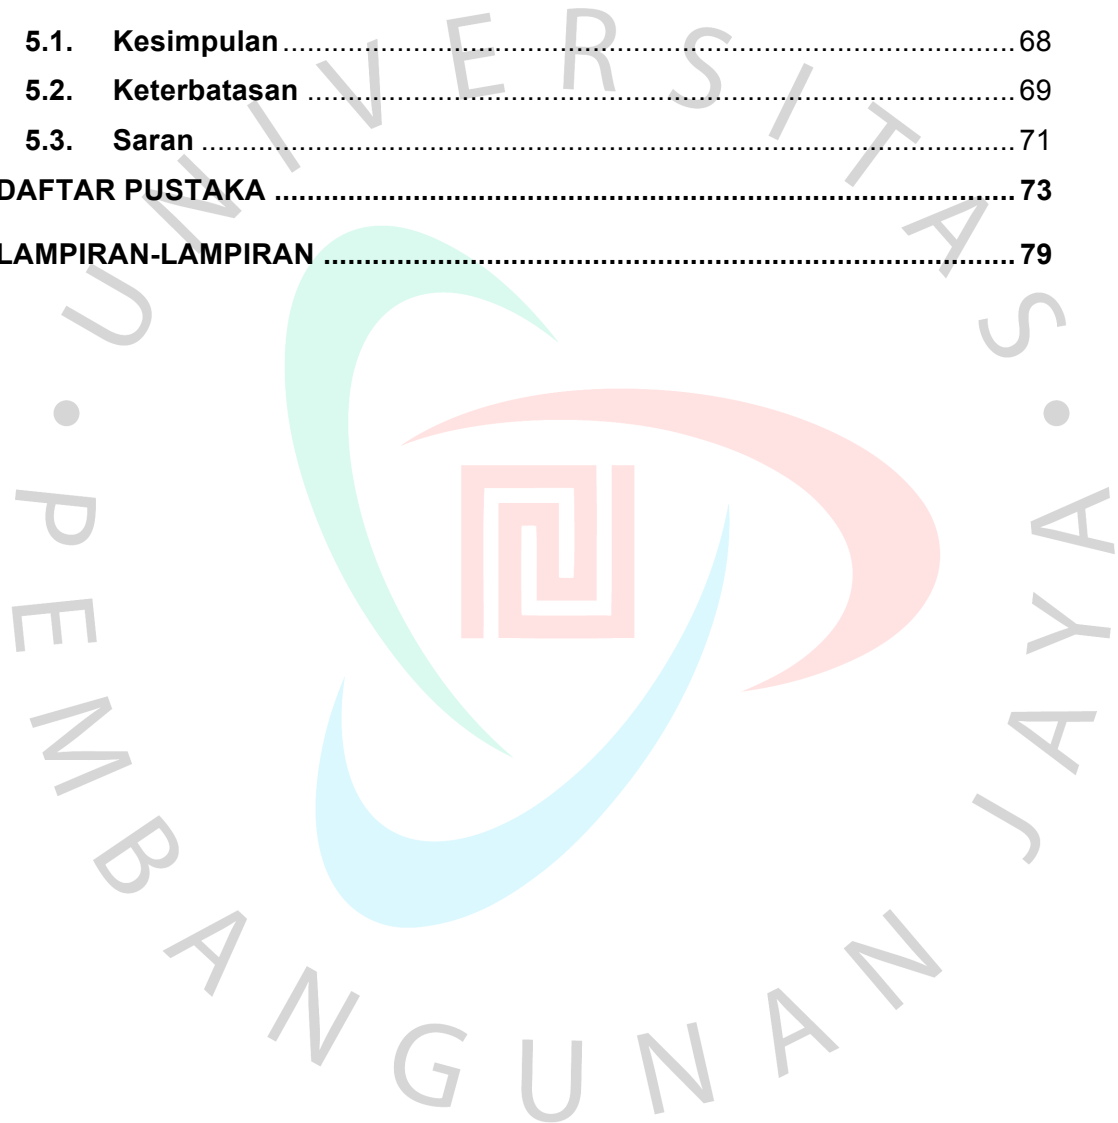 5.1. Kesimpulan ........................................................................................ 68
5.2. Keterbatasan ..................................................................................... 69
5.3. Saran .................................................................................................. 71
DAFTAR PUSTAKA ......................................................................................... 73
LAMPIRAN-LAMPIRAN ................................................................................... 79
UNIVERSITAS • PEMBANGUNAN JAYA •